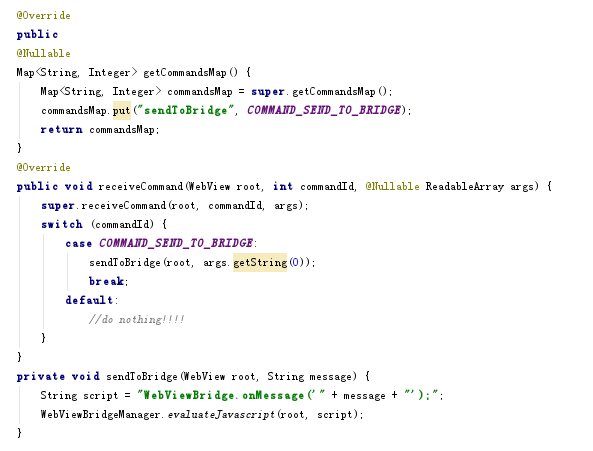 @Override
public
@Nullable
Map<String, Integer> getCommandsMap() {
    Map<String, Integer> commandsMap = super.getCommandsMap();
    commandsMap.put("sendToBridge", COMMAND_SEND_TO_BRIDGE);
    return commandsMap;
}
@Override
public void receiveCommand(WebView root, int commandId, @Nullable ReadableArray args) {
    super.receiveCommand(root, commandId, args);
    switch (commandId) {
        case COMMAND_SEND_TO_BRIDGE:
            sendToBridge(root, args.getString(0));
            break;
        default:
            //do nothing!!!!
    }
}
private void sendToBridge(WebView root, String message) {
    String script = "WebViewBridge.onMessage('" + message + "');";
    WebViewBridgeManager.evaluateJavascript(root, script);
}